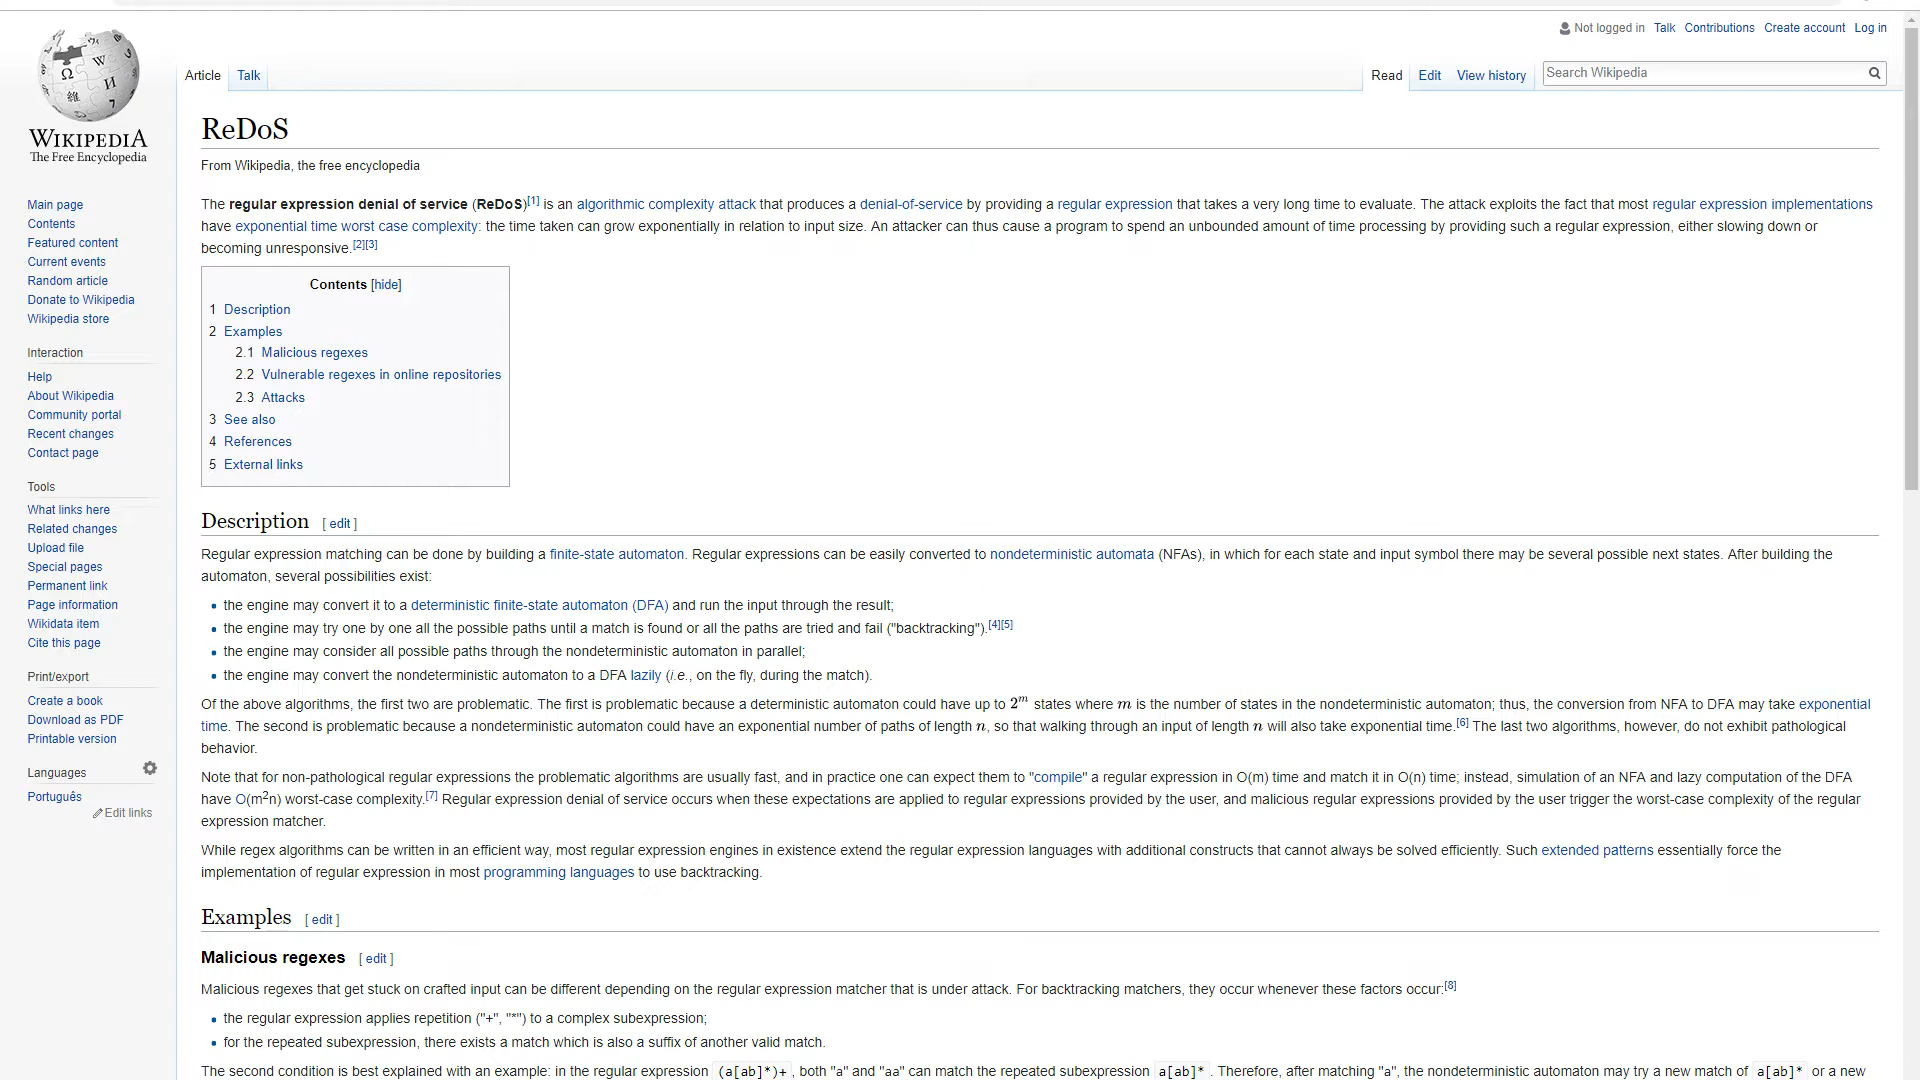 Not logged in Talk Contributions Create account Log in
Article Talk Read Edit View history Search Wikipedia
WIKIPEDIA
The Free Encyclopedia
Main page
Contents
Featured content
Current events
Random article
Donate to Wikipedia
Wikipedia store
Interaction
Help
About Wikipedia
Community portal
Recent changes
Contact page
Tools
What links here
Related changes
Upload file
Special pages
Permanent link
Page information
Wikidata item
Cite this page
Print/export
Create a book
Download as PDF
Printable version
Languages
Português
Edit links
ReDoS
From Wikipedia, the free encyclopedia
The regular expression denial of service (ReDoS)[1] is an algorithmic complexity attack that produces a denial-of-service by providing a regular expression that takes a very long time to evaluate. The attack exploits the fact that most regular expression implementations
have exponential time worst case complexity: the time taken can grow exponentially in relation to input size. An attacker can thus cause a program to spend an unbounded amount of time processing by providing such a regular expression, either slowing down or
becoming unresponsive.[2][3]
Contents [hide]
1 Description
2 Examples
2.1 Malicious regexes
2.2 Vulnerable regexes in online repositories
2.3 Attacks
3 See also
4 References
5 External links
Description [ edit ]
Regular expression matching can be done by building a finite-state automaton. Regular expressions can be easily converted to nondeterministic automata (NFAs), in which for each state and input symbol there may be several possible next states. After building the
automaton, several possibilities exist:
• the engine may convert it to a deterministic finite-state automaton (DFA) and run the input through the result;
• the engine may try one by one all the possible paths until a match is found or all the paths are tried and fail ("backtracking").[4][5]
• the engine may consider all possible paths through the nondeterministic automaton in parallel;
• the engine may convert the nondeterministic automaton to a DFA lazily (i.e., on the fly, during the match).
Of the above algorithms, the first two are problematic. The first is problematic because a deterministic automaton could have up to 2^m states where m is the number of states in the nondeterministic automaton; thus, the conversion from NFA to DFA may take exponential
time. The second is problematic because a nondeterministic automaton could have an exponential number of paths of length n, so that walking through an input of length n will also take exponential time.[6] The last two algorithms, however, do not exhibit pathological
behavior.
Note that for non-pathological regular expressions the problematic algorithms are usually fast, and in practice one can expect them to "compile" a regular expression in O(m) time and match it in O(n) time; instead, simulation of an NFA and lazy computation of the DFA
have O(m²n) worst-case complexity.[7] Regular expression denial of service occurs when these expectations are applied to regular expressions provided by the user, and malicious regular expressions provided by the user trigger the worst-case complexity of the regular
expression matcher.
While regex algorithms can be written in an efficient way, most regular expression engines in existence extend the regular expression languages with additional constructs that cannot always be solved efficiently. Such extended patterns essentially force the
implementation of regular expression in most programming languages to use backtracking.
Examples [ edit ]
Malicious regexes [ edit ]
Malicious regexes that get stuck on crafted input can be different depending on the regular expression matcher that is under attack. For backtracking matchers, they occur whenever these factors occur:[8]
• the regular expression applies repetition ("+", "*") to a complex subexpression;
• for the repeated subexpression, there exists a match which is also a suffix of another valid match.
The second condition is best explained with an example: in the regular expression (a[ab]*)+, both "a" and "aa" can match the repeated subexpression a[ab]*. Therefore, after matching "a", the nondeterministic automaton may try a new match of a[ab]* or a new